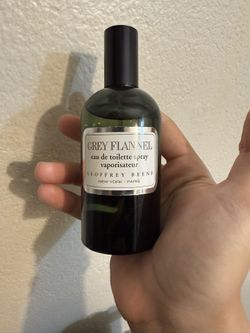 GREY FLANNEL
eau de toilette spray
vaporisateur
GEOFFREY BEENE
NEW YORK - PARIS